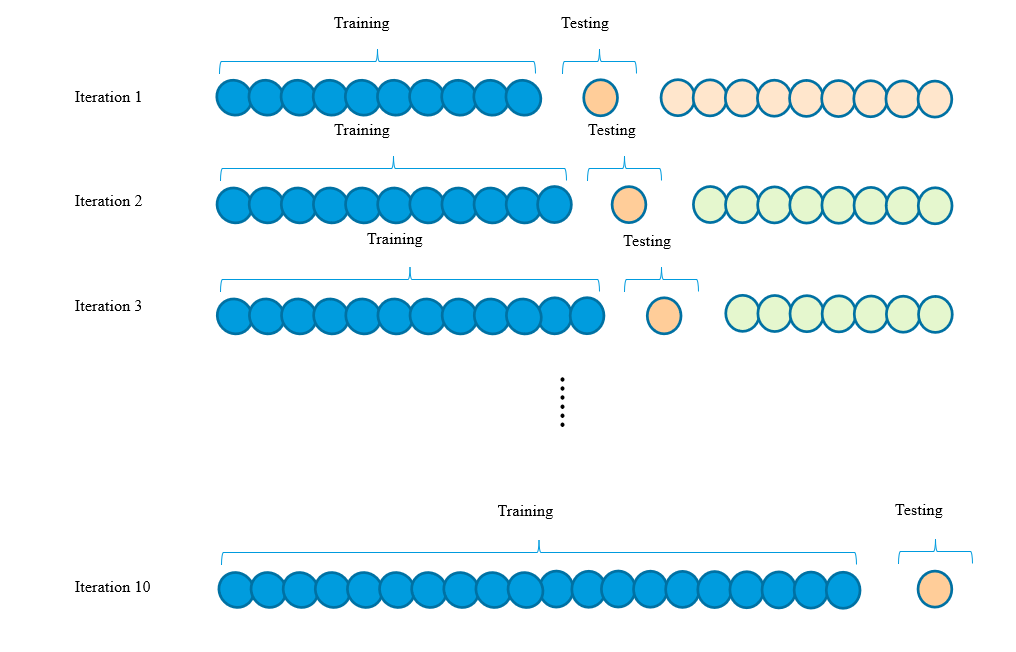 Training
Testing
Iteration 1
Training
Testing
Iteration 2
Training
Testing
Iteration 3
Training
Testing
Iteration 10